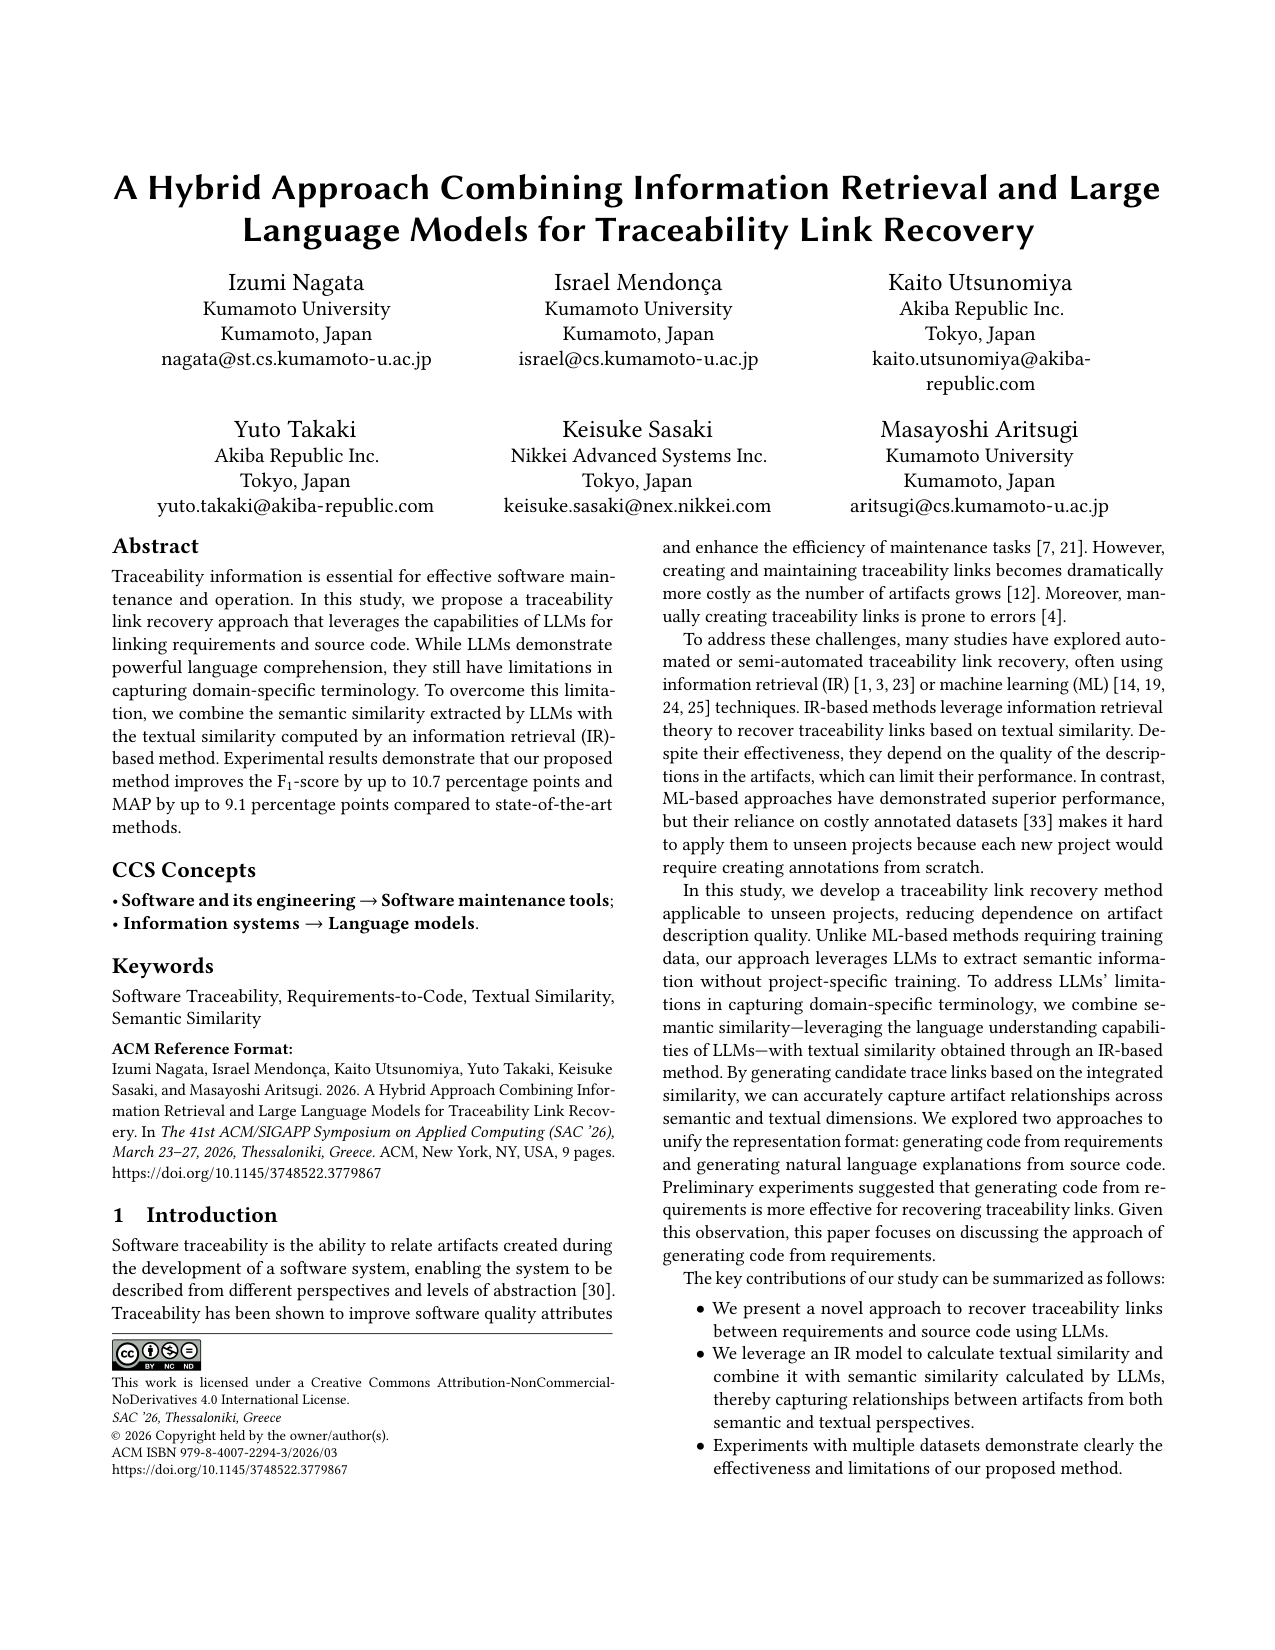 A Hybrid Approach Combining Information Retrieval and Large
Language Models for Traceability Link Recovery
Izumi Nagata
Kumamoto University
Kumamoto, Japan
nagata@st.cs.kumamoto-u.ac.jp
Israel Mendonça
Kumamoto University
Kumamoto, Japan
israel@cs.kumamoto-u.ac.jp
Kaito Utsunomiya
Akiba Republic Inc.
Tokyo, Japan
kaito.utsunomiya@akiba-
republic.com
Yuto Takaki
Akiba Republic Inc.
Tokyo, Japan
yuto.takaki@akiba-republic.com
Keisuke Sasaki
Nikkei Advanced Systems Inc.
Tokyo, Japan
keisuke.sasaki@nex.nikkei.com
Masayoshi Aritsugi
Kumamoto University
Kumamoto, Japan
aritsugi@cs.kumamoto-u.ac.jp
Abstract
Traceability information is essential for effective software main-
tenance and operation. In this study, we propose a traceability
link recovery approach that leverages the capabilities of LLMs for
linking requirements and source code. While LLMs demonstrate
powerful language comprehension, they still have limitations in
capturing domain-specific terminology. To overcome this limita-
tion, we combine the semantic similarity extracted by LLMs with
the textual similarity computed by an information retrieval (IR)-
based method. Experimental results demonstrate that our proposed
method improves the F1-score by up to 10.7 percentage points and
MAP by up to 9.1 percentage points compared to state-of-the-art
methods.
CCS Concepts
• Software and its engineering → Software maintenance tools;
• Information systems → Language models.
Keywords
Software Traceability, Requirements-to-Code, Textual Similarity,
Semantic Similarity
ACM Reference Format:
Izumi Nagata, Israel Mendonça, Kaito Utsunomiya, Yuto Takaki, Keisuke
Sasaki, and Masayoshi Aritsugi. 2026. A Hybrid Approach Combining Infor-
mation Retrieval and Large Language Models for Traceability Link Recov-
ery. In The 41st ACM/SIGAPP Symposium on Applied Computing (SAC ’26),
March 23–27, 2026, Thessaloniki, Greece. ACM, New York, NY, USA, 9 pages.
https://doi.org/10.1145/3748522.3779867
1 Introduction
Software traceability is the ability to relate artifacts created during
the development of a software system, enabling the system to be
described from different perspectives and levels of abstraction [30].
Traceability has been shown to improve software quality attributes
cc BY NC ND
This work is licensed under a Creative Commons Attribution-NonCommercial-
NoDerivatives 4.0 International License.
SAC ’26, Thessaloniki, Greece
© 2026 Copyright held by the owner/author(s).
ACM ISBN 979-8-4007-2294-3/2026/03
https://doi.org/10.1145/3748522.3779867
and enhance the efficiency of maintenance tasks [7, 21]. However,
creating and maintaining traceability links becomes dramatically
more costly as the number of artifacts grows [12]. Moreover, man-
ually creating traceability links is prone to errors [4].
To address these challenges, many studies have explored auto-
mated or semi-automated traceability link recovery, often using
information retrieval (IR) [1, 3, 23] or machine learning (ML) [14, 19,
24, 25] techniques. IR-based methods leverage information retrieval
theory to recover traceability links based on textual similarity. De-
spite their effectiveness, they depend on the quality of the descrip-
tions in the artifacts, which can limit their performance. In contrast,
ML-based approaches have demonstrated superior performance,
but their reliance on costly annotated datasets [33] makes it hard
to apply them to unseen projects because each new project would
require creating annotations from scratch.
In this study, we develop a traceability link recovery method
applicable to unseen projects, reducing dependence on artifact
description quality. Unlike ML-based methods requiring training
data, our approach leverages LLMs to extract semantic informa-
tion without project-specific training. To address LLMs’ limita-
tions in capturing domain-specific terminology, we combine se-
mantic similarity—leveraging the language understanding capabili-
ties of LLMs—with textual similarity obtained through an IR-based
method. By generating candidate trace links based on the integrated
similarity, we can accurately capture artifact relationships across
semantic and textual dimensions. We explored two approaches to
unify the representation format: generating code from requirements
and generating natural language explanations from source code.
Preliminary experiments suggested that generating code from re-
quirements is more effective for recovering traceability links. Given
this observation, this paper focuses on discussing the approach of
generating code from requirements.
The key contributions of our study can be summarized as follows:
• We present a novel approach to recover traceability links
between requirements and source code using LLMs.
• We leverage an IR model to calculate textual similarity and
combine it with semantic similarity calculated by LLMs,
thereby capturing relationships between artifacts from both
semantic and textual perspectives.
• Experiments with multiple datasets demonstrate clearly the
effectiveness and limitations of our proposed method.